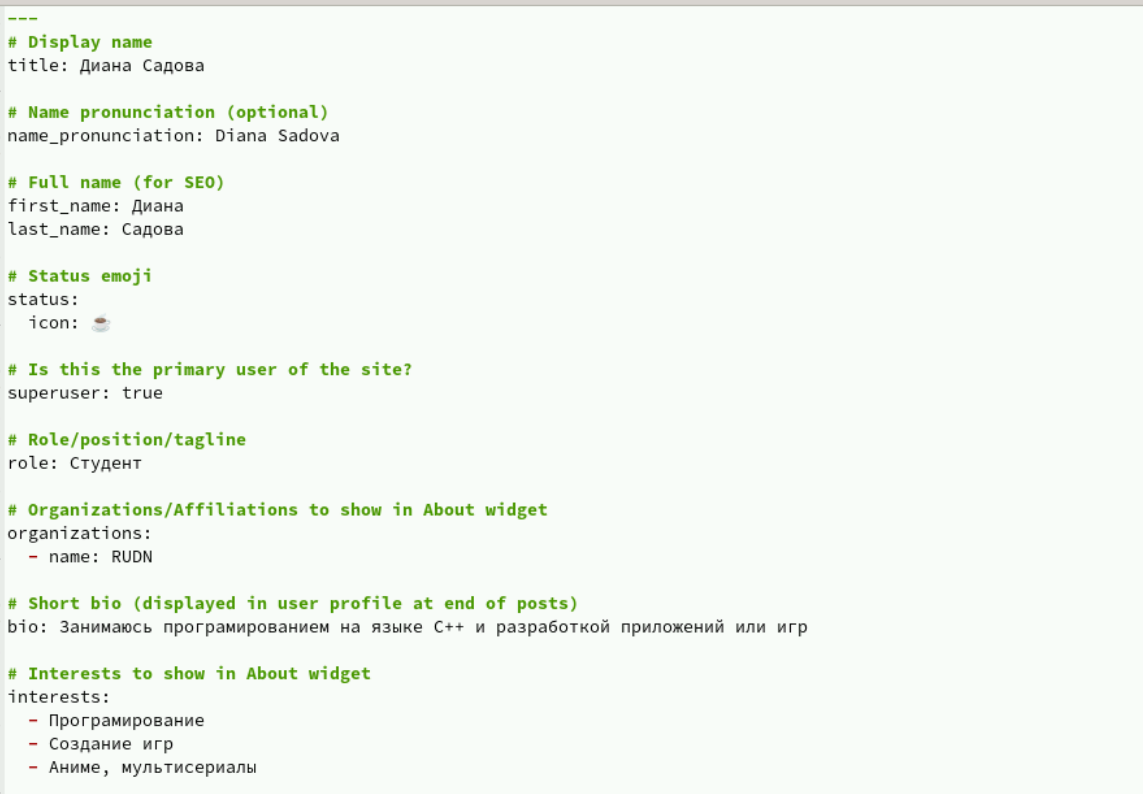 ---
# Display name
title: Диана Садова
# Name pronunciation (optional)
name_pronunciation: Diana Sadova
# Full name (for SEO)
first_name: Диана
last_name: Садова
# Status emoji
status:
  icon: ☕
# Is this the primary user of the site?
superuser: true
# Role/position/tagline
role: Студент
# Organizations/Affiliations to show in About widget
organizations:
  - name: RUDN
# Short bio (displayed in user profile at end of posts)
bio: Занимаюсь програмированием на языке C++ и разработкой приложений или игр
# Interests to show in About widget
interests:
  - Програмирование
  - Создание игр
  - Аниме, мультисериалы